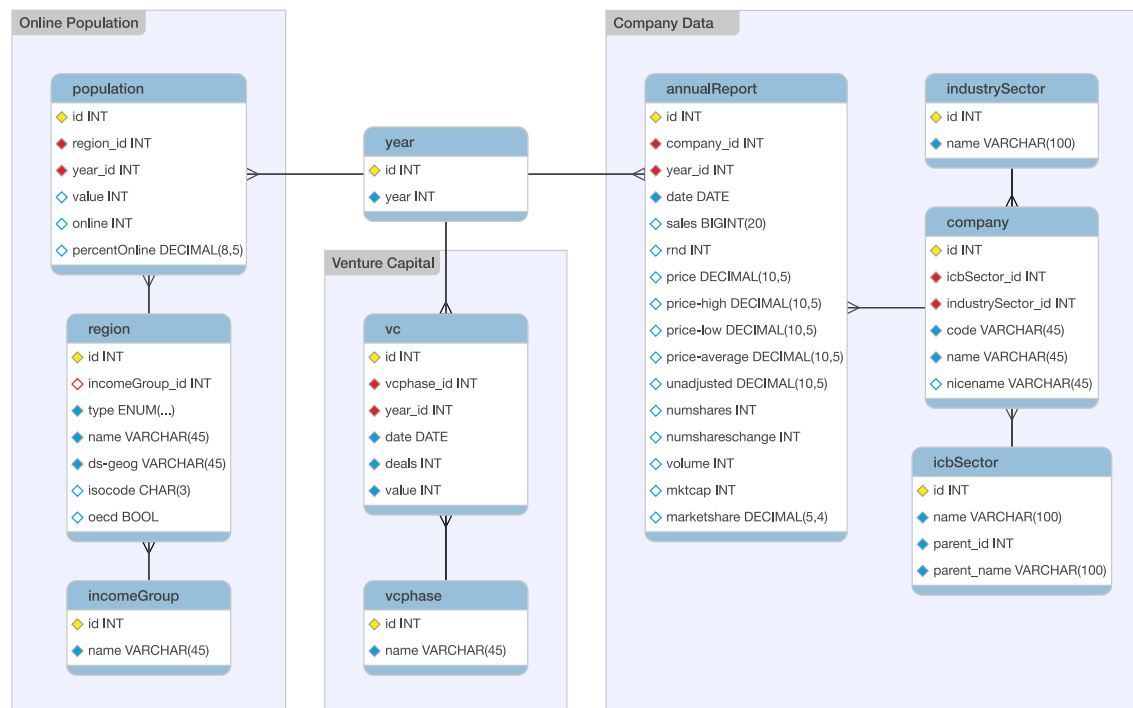 Online Population
population
id INT
region_id INT
year_id INT
value INT
online INT
percentOnline DECIMAL(8,5)
region
id INT
incomeGroup_id INT
type ENUM(...)
name VARCHAR(45)
ds-geog VARCHAR(45)
isocode CHAR(3)
oecd BOOL
incomeGroup
id INT
name VARCHAR(45)
year
id INT
year INT
Venture Capital
vc
id INT
vcphase_id INT
year_id INT
date DATE
deals INT
value INT
vcphase
id INT
name VARCHAR(45)
Company Data
annualReport
id INT
company_id INT
year_id INT
date DATE
sales BIGINT(20)
rnd INT
price DECIMAL(10,5)
price-high DECIMAL(10,5)
price-low DECIMAL(10,5)
price-average DECIMAL(10,5)
unadjusted DECIMAL(10,5)
numshares INT
numshareschange INT
volume INT
mktcap INT
marketshare DECIMAL(5,4)
industrySector
id INT
name VARCHAR(100)
company
id INT
icbSector_id INT
industrySector_id INT
code VARCHAR(45)
name VARCHAR(45)
nicename VARCHAR(45)
icbSector
id INT
name VARCHAR(100)
parent_id INT
parent_name VARCHAR(100)